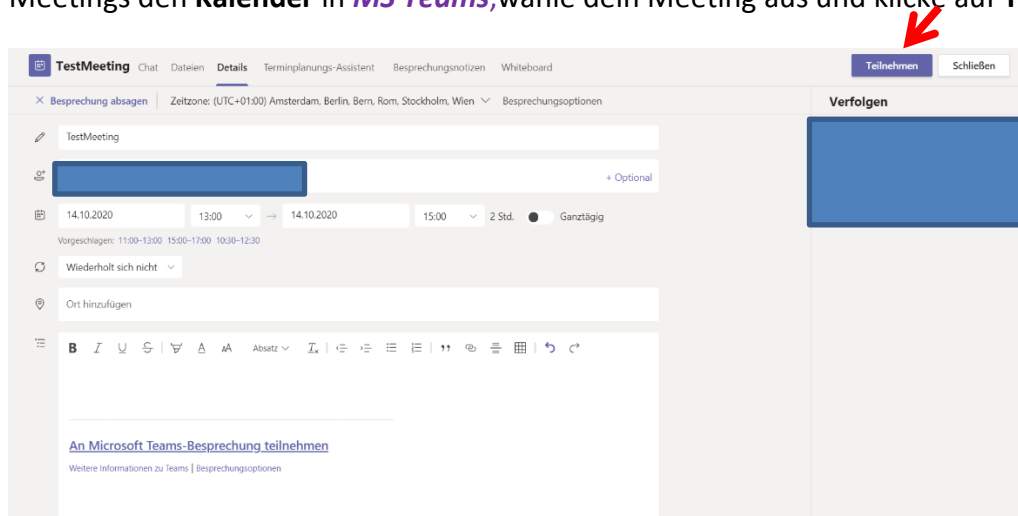 Meetings den Kalender in MS Teams, wähle dein Meeting aus und klicke auf T
TestMeeting Chat Dateien Details Terminplanungs-Assistent Besprechungsnotizen Whiteboard Teilnehmen Schließen
Besprechung absagen Zeitzone: (UTC+01:00) Amsterdam, Berlin, Bern, Rom, Stockholm, Wien Besprechungsoptionen Verfolgen
TestMeeting
+ Optional
14.10.2020 13:00 → 14.10.2020 15:00 2 Std. Ganztägig
Vorgeschlagen: 11:00–13:00 15:00–17:00 10:30–12:30
Wiederholt sich nicht
Ort hinzufügen
Absatz
An Microsoft Teams-Besprechung teilnehmen
Weitere Informationen zu Teams | Besprechungsoptionen